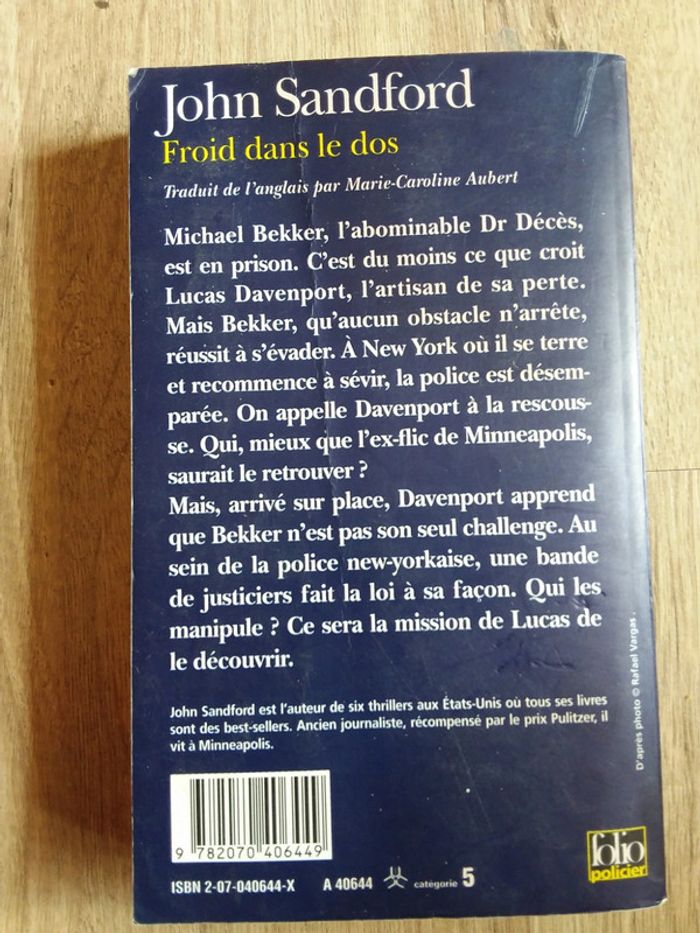 John Sandford
Froid dans le dos
Traduit de l'anglais par Marie-Caroline Aubert
Michael Bekker, l'abominable Dr Décès,
est en prison. C'est du moins ce que croit
Lucas Davenport, l'artisan de sa perte.
Mais Bekker, qu'aucun obstacle n'arrête,
réussit à s'évader. À New York où il se terre
et recommence à sévir, la police est désem-
parée. On appelle Davenport à la rescous-
se. Qui, mieux que l'ex-flic de Minneapolis,
saurait le retrouver ?
Mais, arrivé sur place, Davenport apprend
que Bekker n'est pas son seul challenge. Au
sein de la police new-yorkaise, une bande
de justiciers fait la loi à sa façon. Qui les
manipule ? Ce sera la mission de Lucas de
le découvrir.
John Sandford est l'auteur de six thrillers aux États-Unis où tous ses livres
sont des best-sellers. Ancien journaliste, récompensé par le prix Pulitzer, il
vit à Minneapolis.
D'après photo © Rafael Vargas.
9 782070 406449
ISBN 2-07-040644-X A 40644 catégorie 5
folio
policier